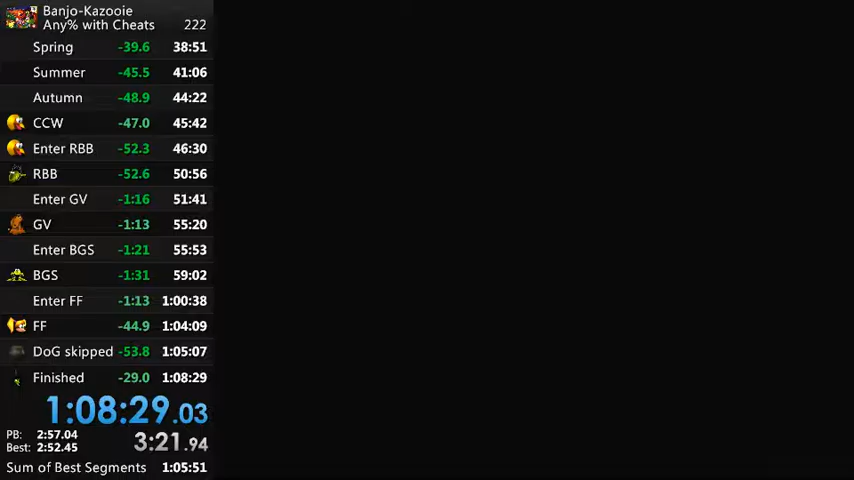 Banjo-Kazooie
Any% with Cheats 222
Spring -39.6 38:51
Summer -45.5 41:06
Autumn -48.9 44:22
CCW -47.0 45:42
Enter RBB -52.3 46:30
RBB -52.6 50:56
Enter GV -1:16 51:41
GV -1:13 55:20
Enter BGS -1:21 55:53
BGS -1:31 59:02
Enter FF -1:13 1:00:38
FF -44.9 1:04:09
DoG skipped -53.8 1:05:07
Finished -29.0 1:08:29
1:08:29.03
PB: 2:57.04
Best: 2:52.45
3:21.94
Sum of Best Segments 1:05:51